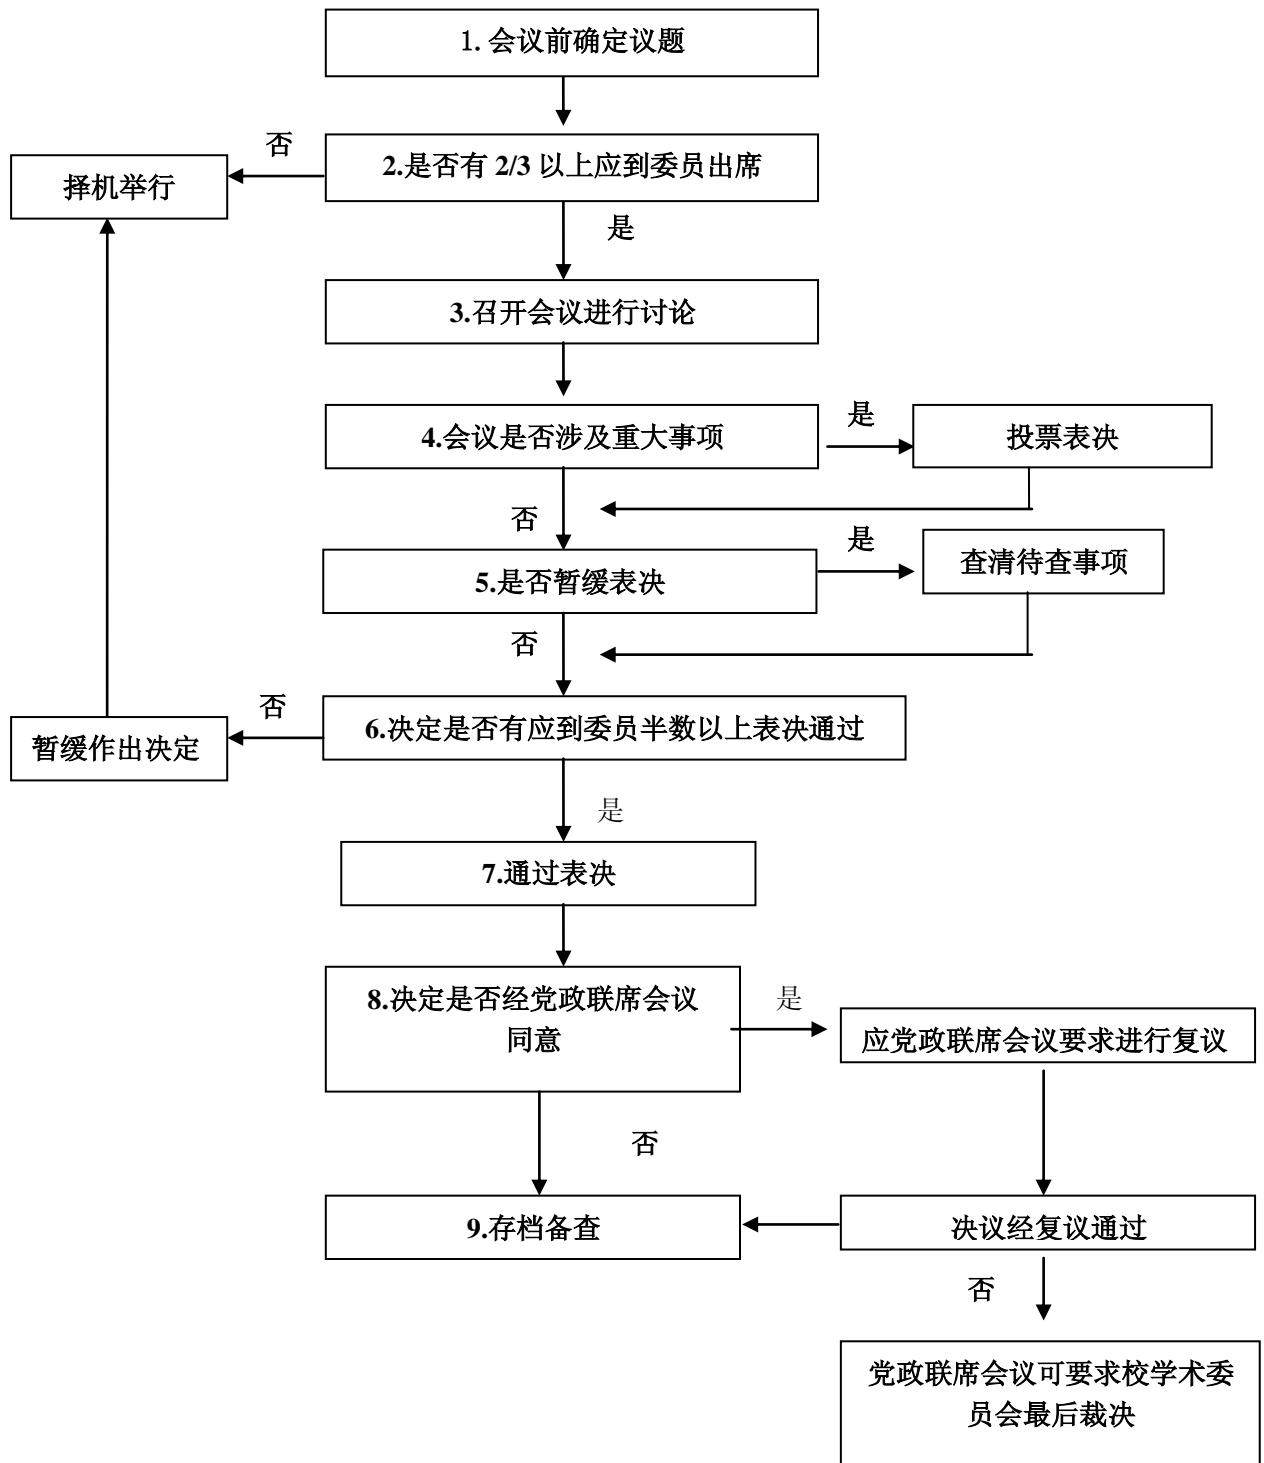 1. 会议前确定议题
否
2.是否有 2/3 以上应到委员出席
择机举行
是
3.召开会议进行讨论
是
4.会议是否涉及重大事项
投票表决
否
是
5.是否暂缓表决
查清待查事项
否
否
6.决定是否有应到委员半数以上表决通过
暂缓作出决定
是
7.通过表决
8.决定是否经党政联席会议
同意
是
应党政联席会议要求进行复议
否
9.存档备查
决议经复议通过
否
党政联席会议可要求校学术委
员会最后裁决